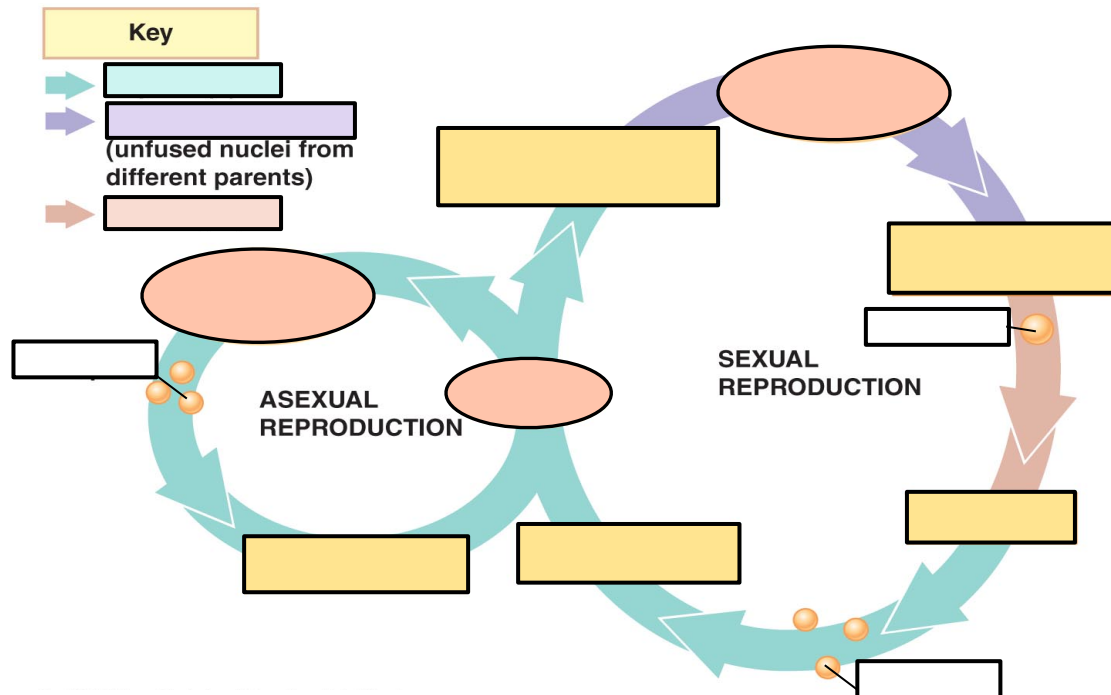 Key
(unfused nuclei from
different parents)
SEXUAL
REPRODUCTION
ASEXUAL
REPRODUCTION